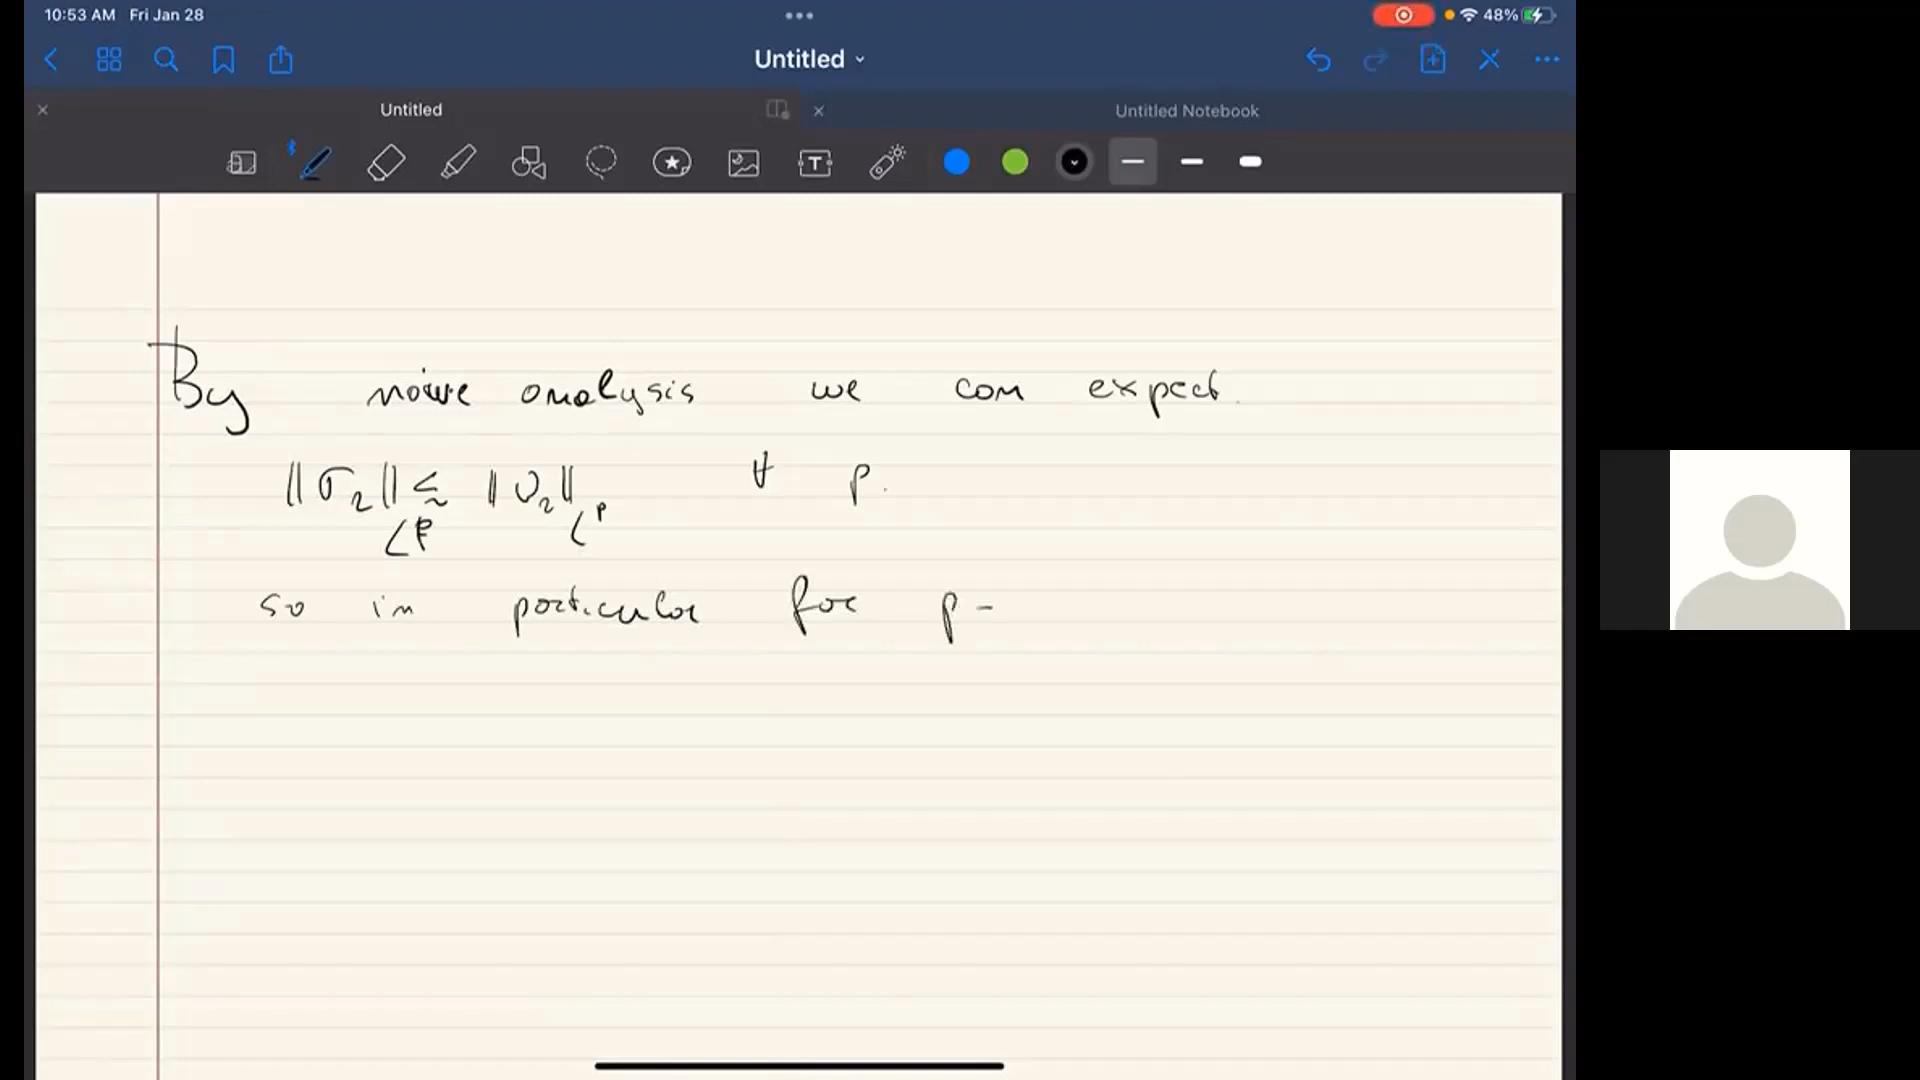 10:53 AM Fri Jan 28
48%
Untitled
Untitled
Untitled Notebook
By naive analysis we can expect.
‖σ₂‖_{L^p} ≲ ‖υ₂‖_{L^p} ∀ p.
so in particular for p -